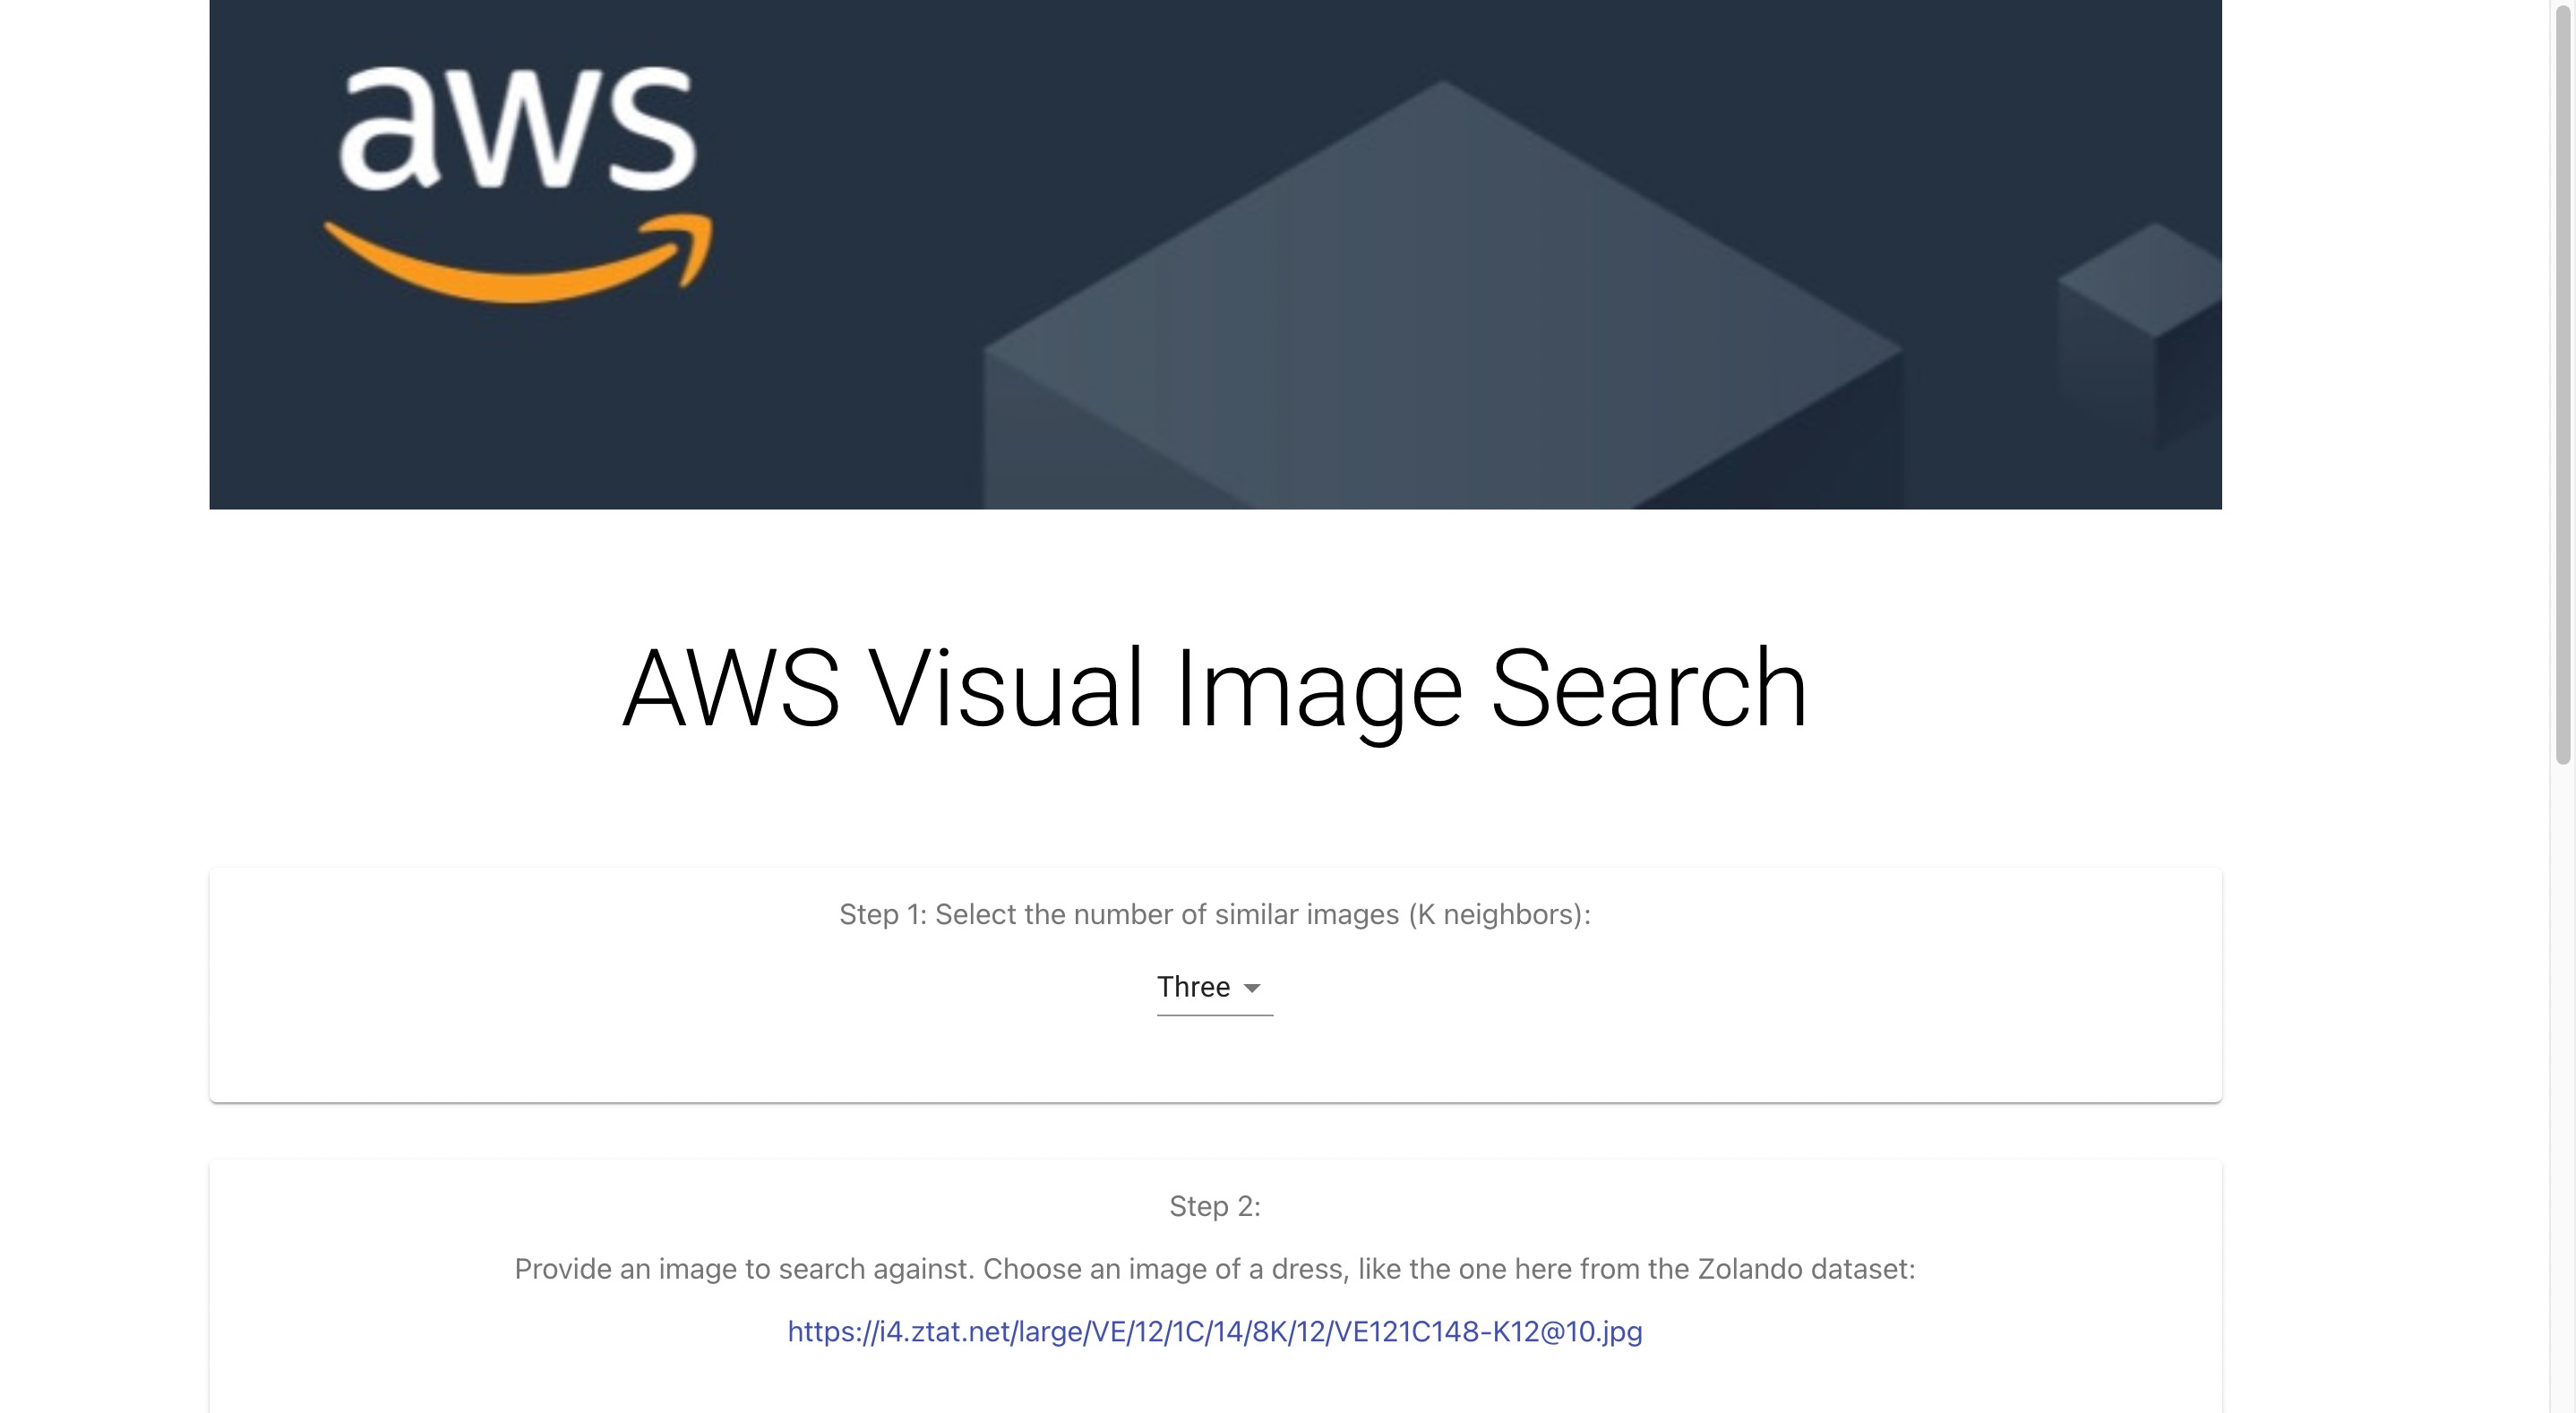 aws
AWS Visual Image Search
Step 1: Select the number of similar images (K neighbors):
Three
Step 2:
Provide an image to search against. Choose an image of a dress, like the one here from the Zolando dataset:
https://i4.ztat.net/large/VE/12/1C/14/8K/12/VE121C148-K12@10.jpg